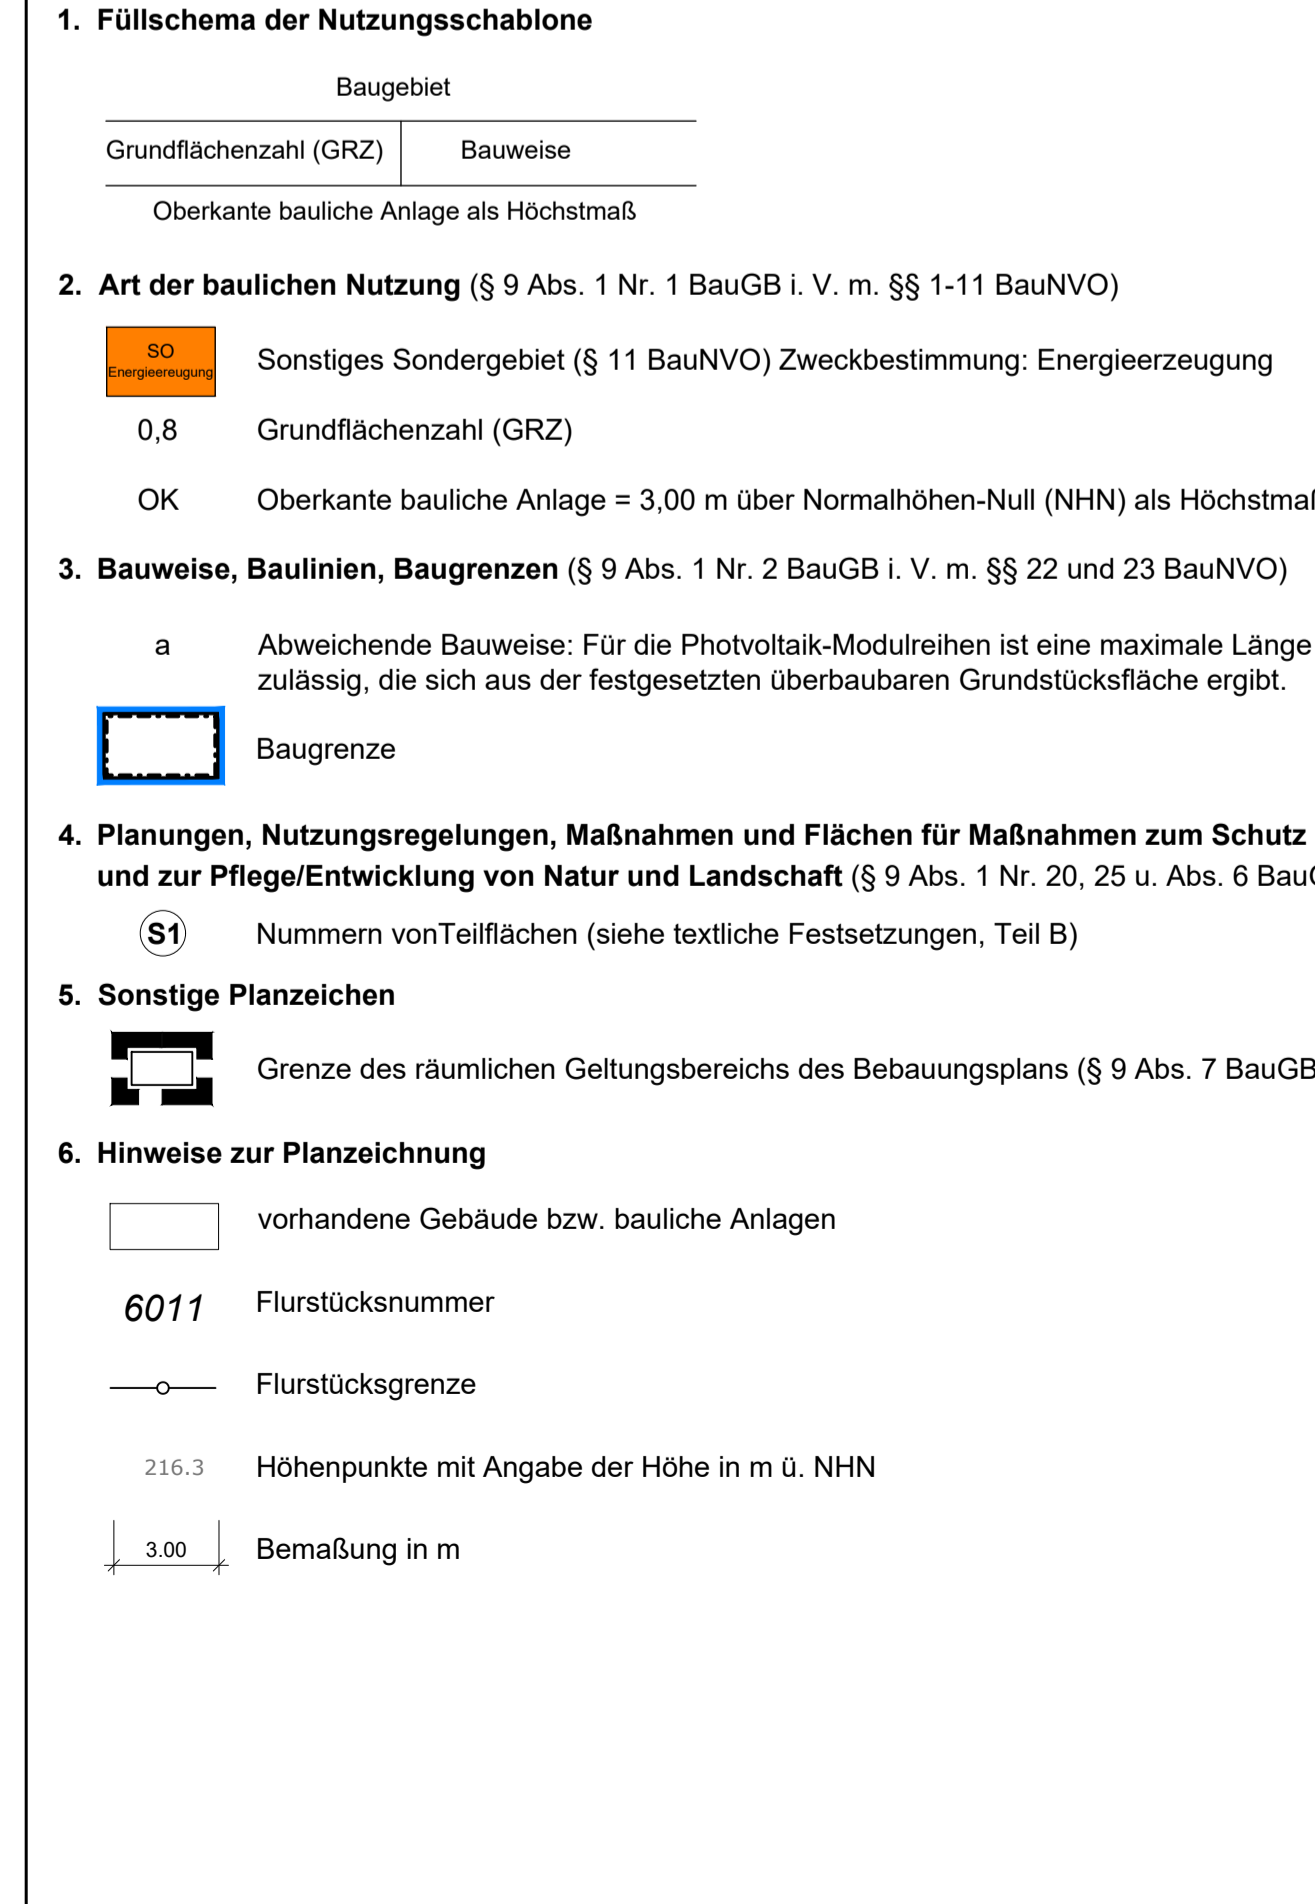 1. Füllschema der Nutzungsschablone
Baugebiet
Grundflächenzahl (GRZ) Bauweise
Oberkante bauliche Anlage als Höchstmaß
2. Art der baulichen Nutzung (§ 9 Abs. 1 Nr. 1 BauGB i. V. m. §§ 1-11 BauNVO)
SO
Energieereugung
Sonstiges Sondergebiet (§ 11 BauNVO) Zweckbestimmung: Energieerzeugung
0,8 Grundflächenzahl (GRZ)
OK Oberkante bauliche Anlage = 3,00 m über Normalhöhen-Null (NHN) als Höchstmaß
3. Bauweise, Baulinien, Baugrenzen (§ 9 Abs. 1 Nr. 2 BauGB i. V. m. §§ 22 und 23 BauNVO)
a Abweichende Bauweise: Für die Photvoltaik-Modulreihen ist eine maximale Länge
zulässig, die sich aus der festgesetzten überbaubaren Grundstücksfläche ergibt.
Baugrenze
4. Planungen, Nutzungsregelungen, Maßnahmen und Flächen für Maßnahmen zum Schutz
und zur Pflege/Entwicklung von Natur und Landschaft (§ 9 Abs. 1 Nr. 20, 25 u. Abs. 6
S1 Nummern vonTeilflächen (siehe textliche Festsetzungen, Teil B)
5. Sonstige Planzeichen
Grenze des räumlichen Geltungsbereichs des Bebauungsplans (§ 9 Abs. 7 BauGB
6. Hinweise zur Planzeichnung
vorhandene Gebäude bzw. bauliche Anlagen
6011 Flurstücksnummer
Flurstücksgrenze
216.3 Höhenpunkte mit Angabe der Höhe in m ü. NHN
3.00 Bemaßung in m